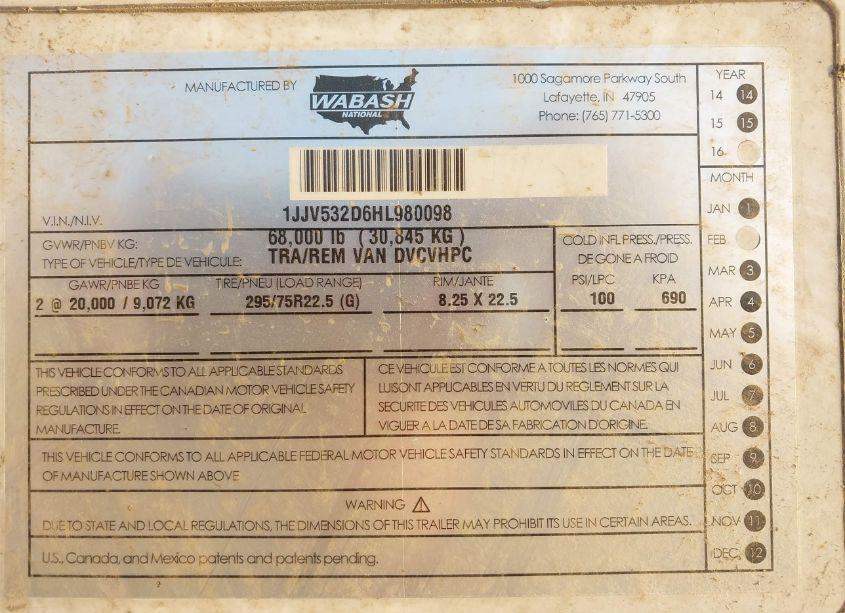 MANUFACTURED BY
WABASH
NATIONAL
1000 Sagamore Parkway South
Lafayette, IN 47905
Phone: (765) 771-5300
V.I.N./N.I.V. 1JJV532D6HL980098
GVWR/PNBV KG: 68,000 lb (30,845 KG)
TYPE OF VEHICLE/TYPE DE VEHICULE: TRA/REM VAN DVCVHPC
COLD INFL PRESS./PRESS.
DE GONE A FROID
GAWR/PNBE KG TIRE/PNEU (LOAD RANGE) RIM/JANTE PSI/LPC KPA
2 @ 20,000 / 9,072 KG 295/75R22.5 (G) 8.25 X 22.5 100 690
THIS VEHICLE CONFORMS TO ALL APPLICABLE STANDARDS
PRESCRIBED UNDER THE CANADIAN MOTOR VEHICLE SAFETY
REGULATIONS IN EFFECT ON THE DATE OF ORIGINAL
MANUFACTURE.
CE VEHICULE EST CONFORME A TOUTES LES NORMES QUI
LUI SONT APPLICABLES EN VERTU DU REGLEMENT SUR LA
SECURITE DES VEHICULES AUTOMOVILES DU CANADA EN
VIGUER A LA DATE DE SA FABRICATION D'ORIGINE.
THIS VEHICLE CONFORMS TO ALL APPLICABLE FEDERAL MOTOR VEHICLE SAFETY STANDARDS IN EFFECT ON THE DATE
OF MANUFACTURE SHOWN ABOVE
WARNING
DUE TO STATE AND LOCAL REGULATIONS, THE DIMENSIONS OF THIS TRAILER MAY PROHIBIT ITS USE IN CERTAIN AREAS.
U.S., Canada, and Mexico patents and patents pending.
YEAR
14 14
15 15
16
MONTH
JAN 1
FEB
MAR 3
APR 4
MAY 5
JUN 6
JUL 7
AUG 8
SEP 9
OCT 10
NOV 11
DEC 12